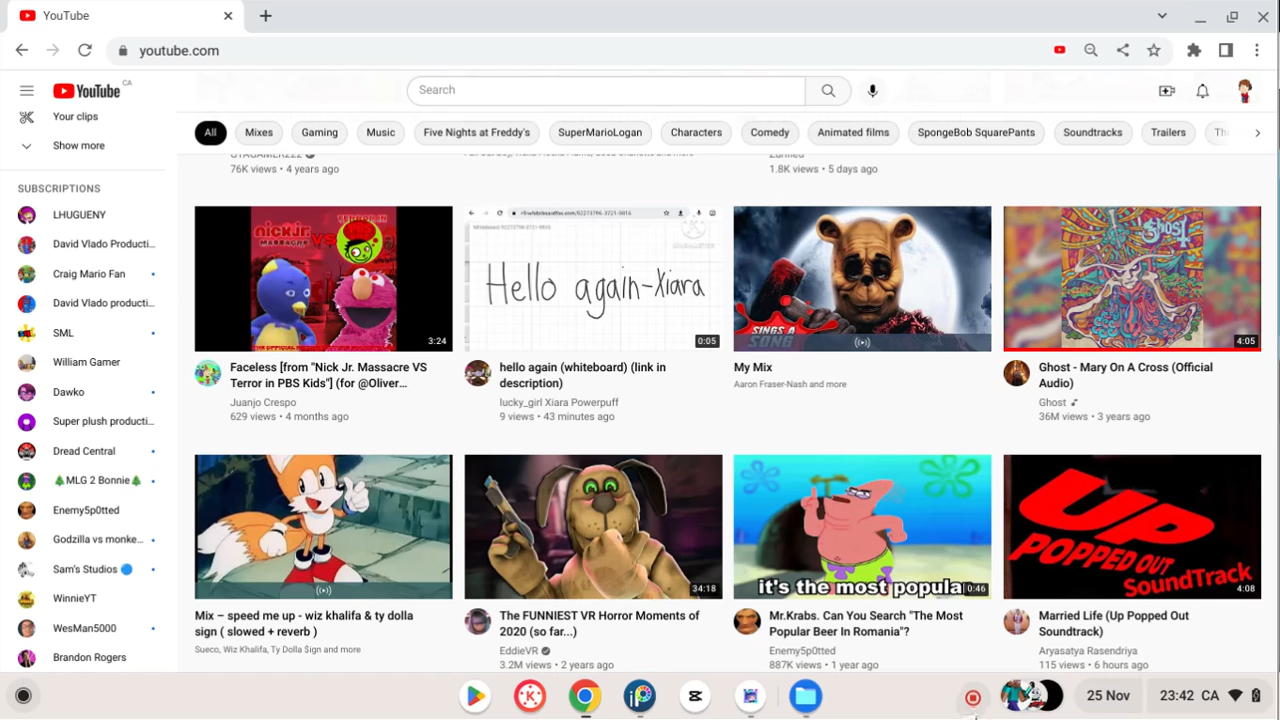 YouTube
youtube.com
YouTube CA
Search
Your clips
Show more
All
Mixes
Gaming
Music
Five Nights at Freddy's
SuperMarioLogan
Characters
Comedy
Animated films
SpongeBob SquarePants
Soundtracks
Trailers
SUBSCRIPTIONS
LHUGUENY
David Vlado Producti...
Craig Mario Fan
David Vlado producti...
SML
William Gamer
Dawko
Super plush producti...
Dread Central
🎄MLG 2 Bonnie🎄
Enemy5p0tted
Godzilla vs monke...
Sam's Studios 🔵
WinnieYT
WesMan5000
Brandon Rogers
76K views • 4 years ago
1.8K views • 5 days ago
nickjr.
MASSACRE
VS
3:24
Faceless [from "Nick Jr. Massacre VS
Terror in PBS Kids"] (for @Oliver...
Juanjo Crespo
629 views • 4 months ago
Hello again-Xiara
0:05
hello again (whiteboard) (link in
description)
lucky_girl Xiara Powerpuff
9 views • 43 minutes ago
SINGS A
SONG
My Mix
Aaron Fraser-Nash and more
Ghost
4:05
Ghost - Mary On A Cross (Official
Audio)
Ghost
36M views • 3 years ago
Mix – speed me up - wiz khalifa & ty dolla
sign ( slowed + reverb )
Sueco, Wiz Khalifa, Ty Dolla $ign and more
34:18
The FUNNIEST VR Horror Moments of
2020 (so far...)
EddieVR
3.2M views • 2 years ago
it's the most popula
0:46
Mr.Krabs. Can You Search "The Most
Popular Beer In Romania"?
Enemy5p0tted
887K views • 1 year ago
UP
POPPED OUT
SoundTrack
4:08
Married Life (Up Popped Out
Soundtrack)
Aryasatya Rasendriya
115 views • 6 hours ago
25 Nov
23:42 CA